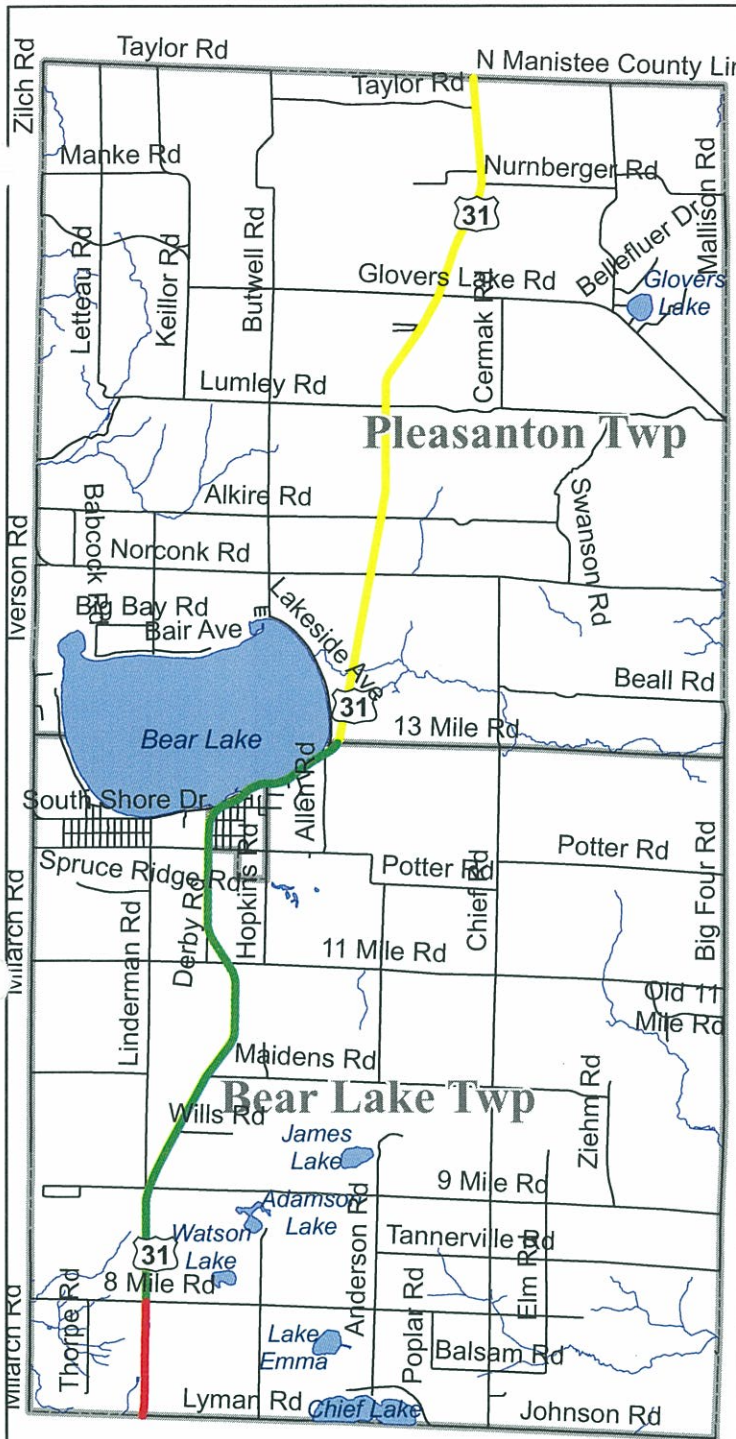 Taylor Rd
N Manistee County Lin
Zilch Rd
Taylor Rd
Manke Rd
Nurnberger Rd
Mallison Rd
31
Letteau Rd
Keillor Rd
Butwell Rd
Bellefluer Dr
Glovers Lake Rd
Glovers
Lake
Cermak Rd
Lumley Rd
Pleasanton Twp
Alkire Rd
Swanson Rd
Babcock Rd
Iverson Rd
Norconk Rd
Big Bay Rd
Lakeside Ave
Bair Ave
Beall Rd
31
13 Mile Rd
Bear Lake
South Shore Dr
Allen Rd
Spruce Ridge Rd
Hopkins Rd
Potter Rd
Potter Rd
Chief Rd
Big Four Rd
Milarch Rd
Derby Rd
11 Mile Rd
Linderman Rd
Old 11
Mile Rd
Maidens Rd
Bear Lake Twp
Wills Rd
Ziehm Rd
James
Lake
9 Mile Rd
Adamson
Lake
Anderson Rd
Watson
Lake
Tannerville Rd
31
8 Mile Rd
Elm Rd
Milarch Rd
Thorpe Rd
Lake
Emma
Poplar Rd
Balsam Rd
Lyman Rd
Chief Lake
Johnson Rd